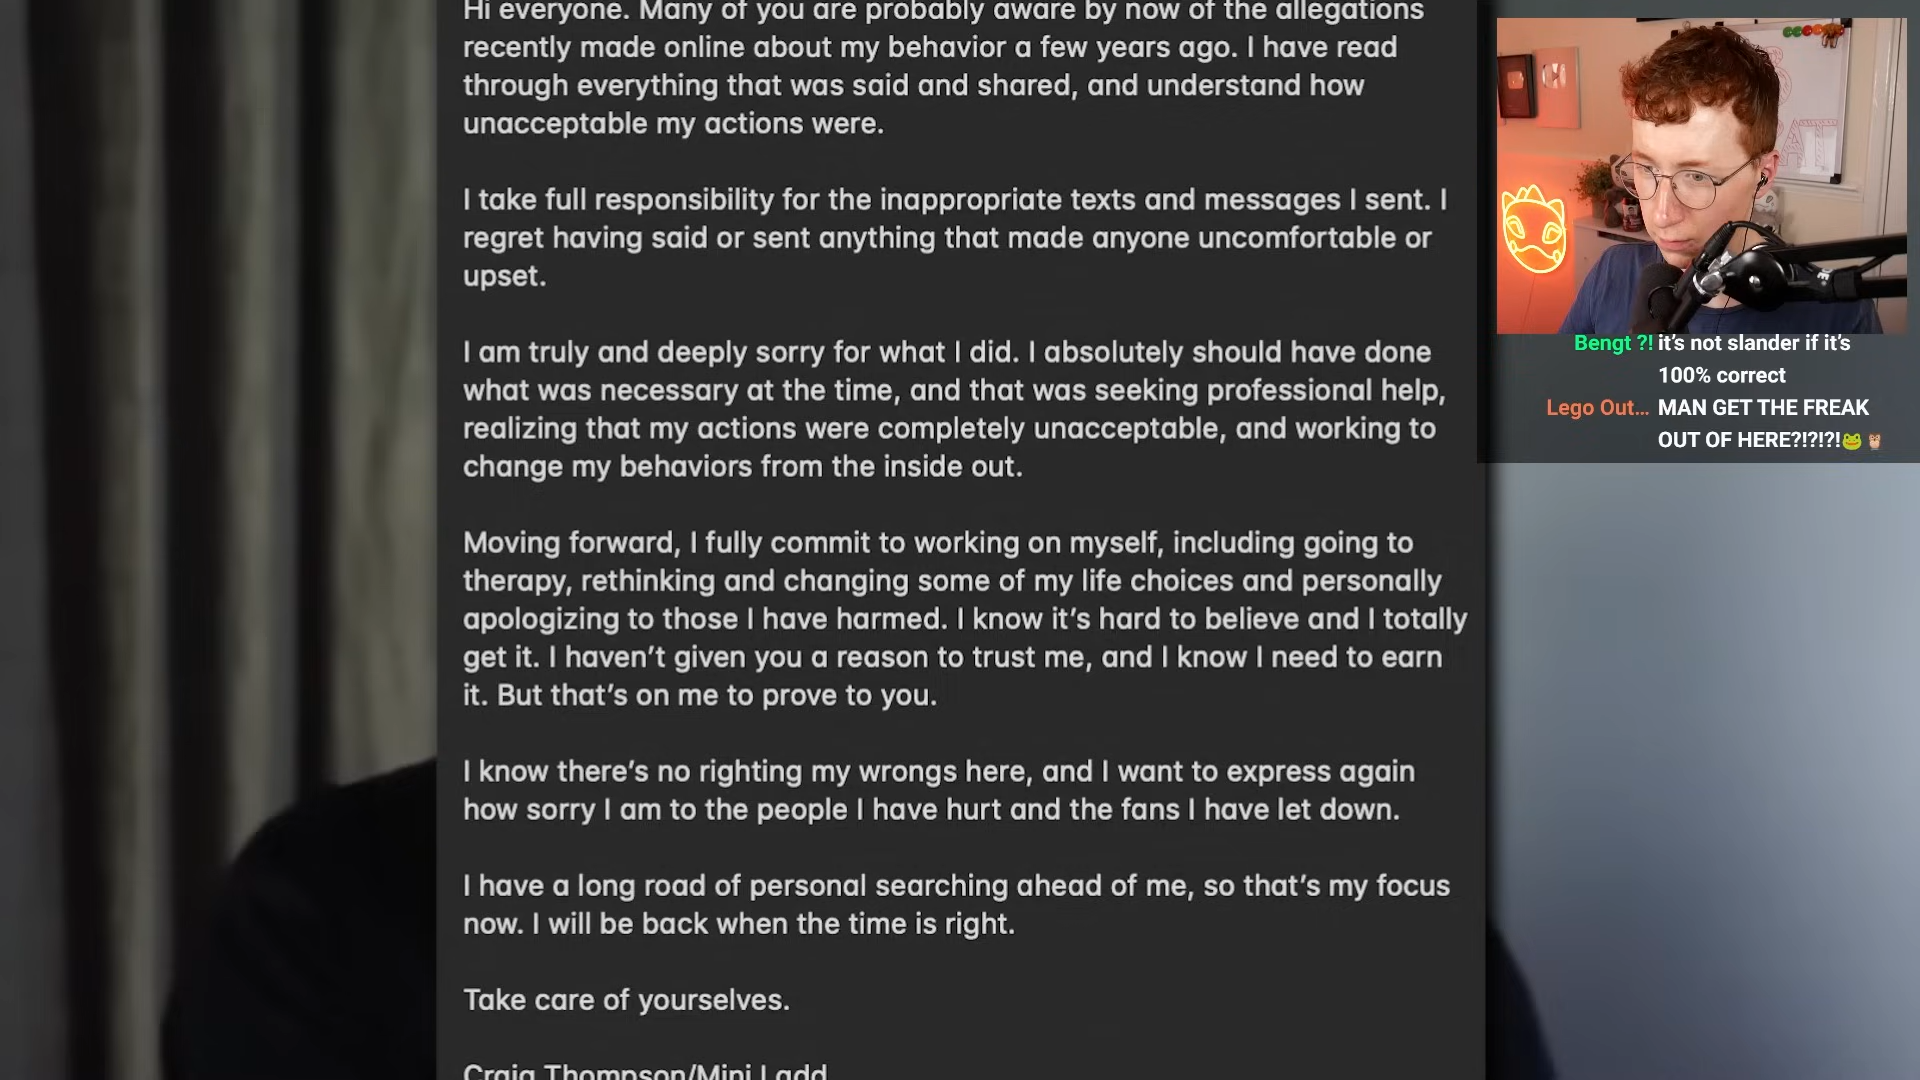 Hi everyone. Many of you are probably aware by now of the allegations
recently made online about my behavior a few years ago. I have read
through everything that was said and shared, and understand how
unacceptable my actions were.
I take full responsibility for the inappropriate texts and messages I sent. I
regret having said or sent anything that made anyone uncomfortable or
upset.
I am truly and deeply sorry for what I did. I absolutely should have done
what was necessary at the time, and that was seeking professional help,
realizing that my actions were completely unacceptable, and working to
change my behaviors from the inside out.
Moving forward, I fully commit to working on myself, including going to
therapy, rethinking and changing some of my life choices and personally
apologizing to those I have harmed. I know it’s hard to believe and I totally
get it. I haven’t given you a reason to trust me, and I know I need to earn
it. But that’s on me to prove to you.
I know there’s no righting my wrongs here, and I want to express again
how sorry I am to the people I have hurt and the fans I have let down.
I have a long road of personal searching ahead of me, so that’s my focus
now. I will be back when the time is right.
Take care of yourselves.
Craig Thompson/Mini Ladd
Bengt ?! it’s not slander if it’s
100% correct
Lego Out... MAN GET THE FREAK
OUT OF HERE?!?!?!🐸🦉